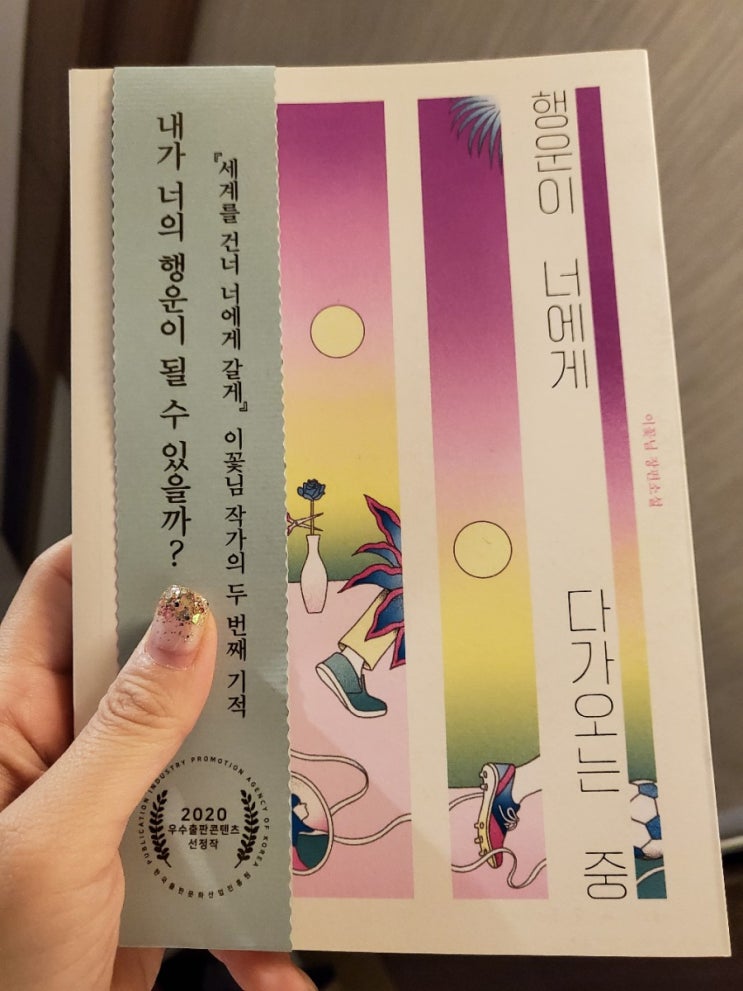 행운이 너에게 다가오는 중
이꽃님 장편소설
『세계를 건너 너에게 갈게』 이꽃님 작가의 두 번째 기적
내가 너의 행운이 될 수 있을까?
PUBLICATION INDUSTRY PROMOTION AGENCY OF KOREA
2020
우수출판콘텐츠
선정작
한국출판문화산업진흥원